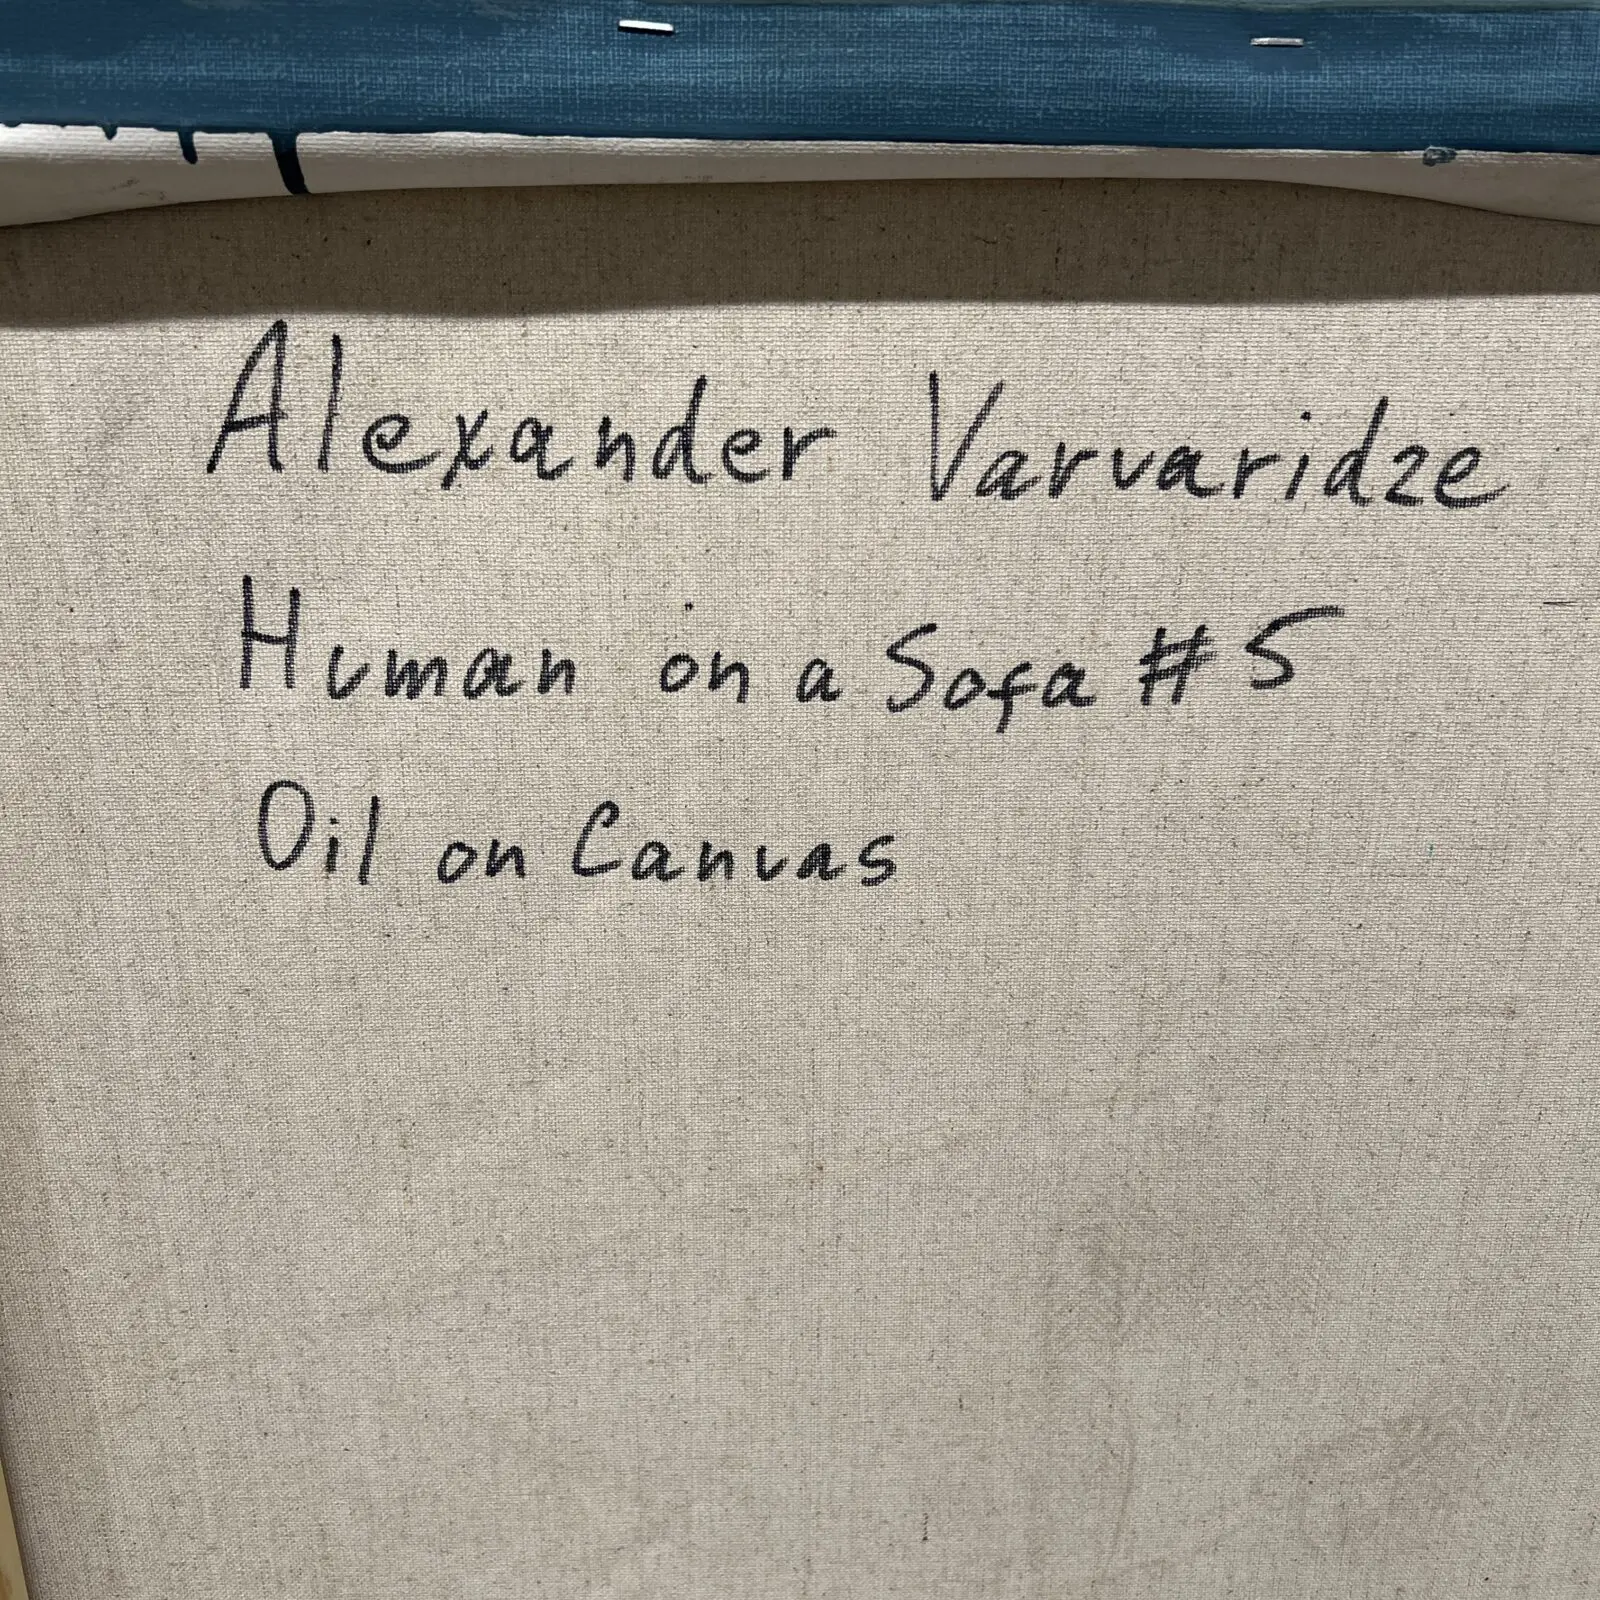 Alexander Varvaridze
Human on a Sofa #5
Oil on Canvas